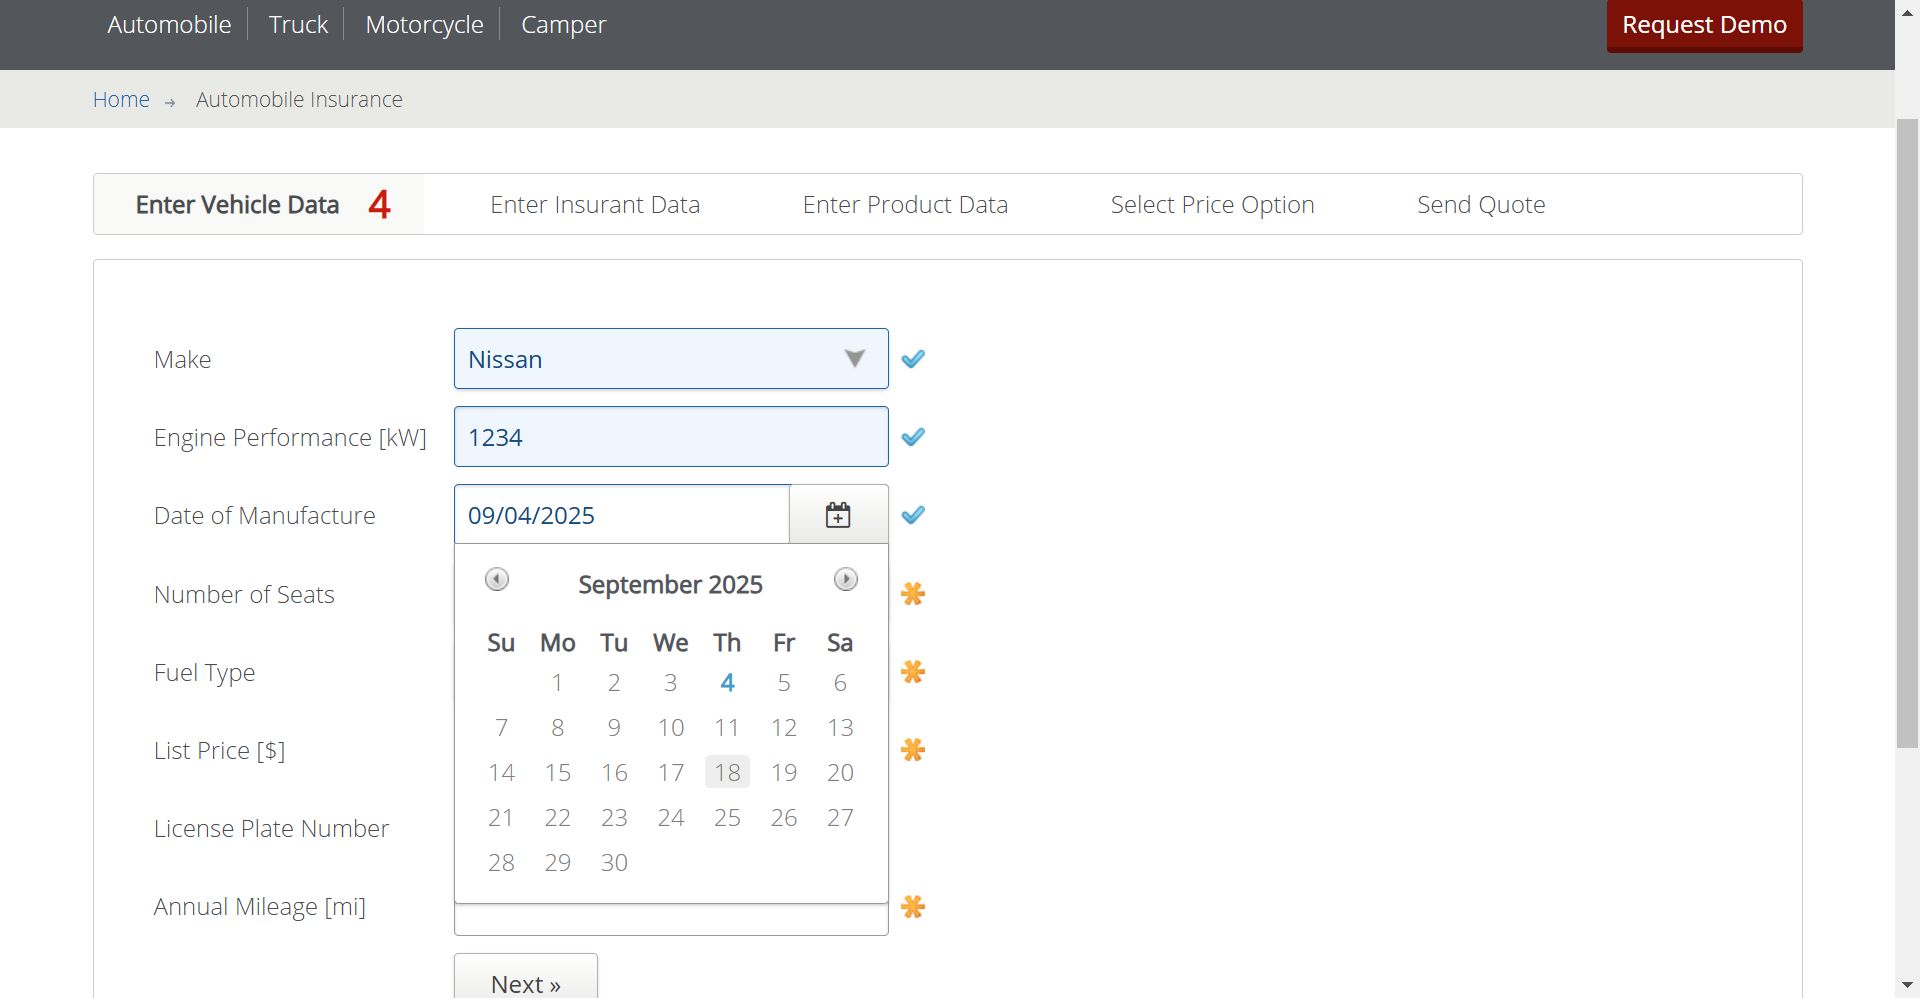 Automobile Truck Motorcycle Camper Request Demo
Home Automobile Insurance
Enter Vehicle Data 4 Enter Insurant Data Enter Product Data Select Price Option Send Quote
Make Nissan
Engine Performance [kW] 1234
Date of Manufacture 09/04/2025
Number of Seats
Fuel Type
List Price [$]
License Plate Number
Annual Mileage [mi]
September 2025
Su Mo Tu We Th Fr Sa
1 2 3 4 5 6
7 8 9 10 11 12 13
14 15 16 17 18 19 20
21 22 23 24 25 26 27
28 29 30
Next »